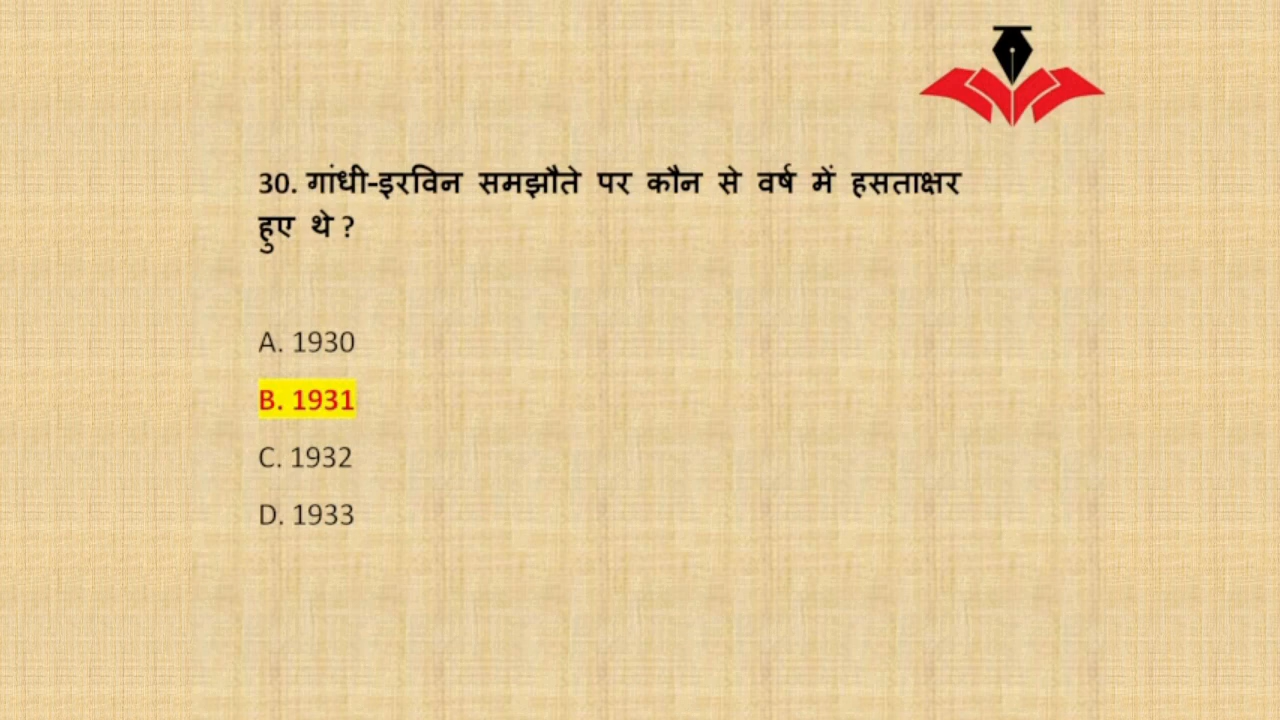 30. गांधी-इरविन समझौते पर कौन से वर्ष में हसताक्षर
हुए थे ?
A. 1930
B. 1931
C. 1932
D. 1933